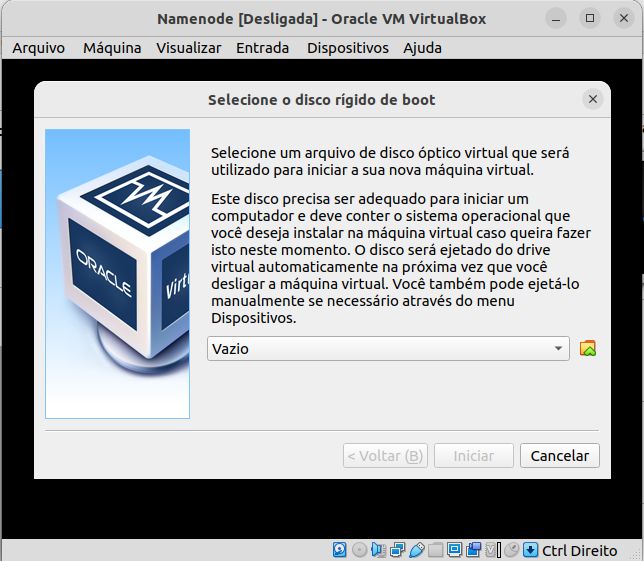 Namenode [Desligada] - Oracle VM VirtualBox
Arquivo Máquina Visualizar Entrada Dispositivos Ajuda
Selecione o disco rígido de boot
Selecione um arquivo de disco óptico virtual que será
utilizado para iniciar a sua nova máquina virtual.
Este disco precisa ser adequado para iniciar um
computador e deve conter o sistema operacional que
você deseja instalar na máquina virtual caso queira fazer
isto neste momento. O disco será ejetado do drive
virtual automaticamente na próxima vez que você
desligar a máquina virtual. Você também pode ejetá-lo
manualmente se necessário através do menu
Dispositivos.
VM
ORACLE
Virtu
Vazio
< Voltar (B) Iniciar Cancelar
Ctrl Direito